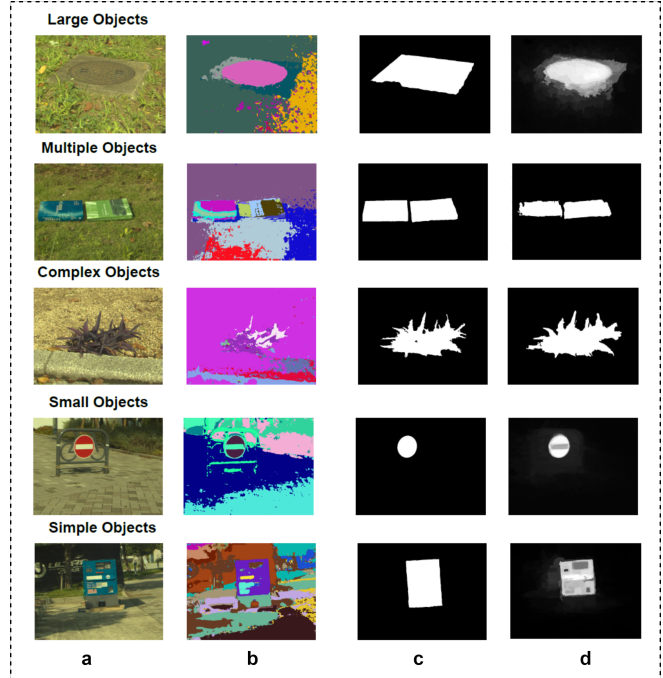 Large Objects
Multiple Objects
Complex Objects
Small Objects
Simple Objects
a b c d